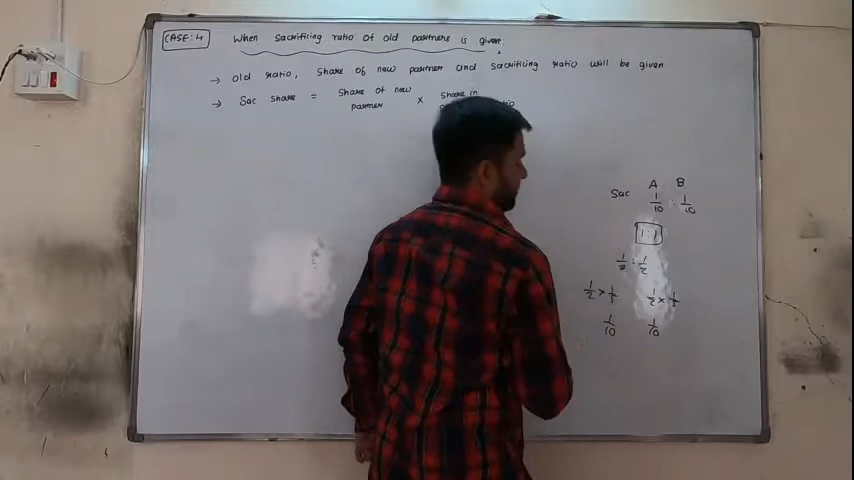 CASE: 4 When sacrificing ratio of old partners is given.
→ old ratio, share of new partner and sacrificing ratio will be given
→ Sac share = share of new partner × share in
Sac A B
1/10 : 1/10
1 : 1
1/2 : 1/2
1/2 × 1/5 1/2 × 1/5
1/10 1/10